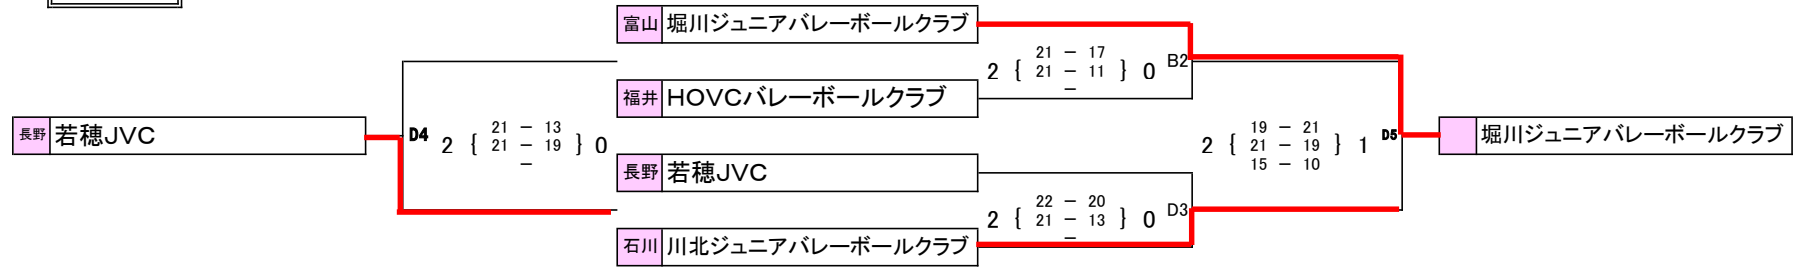 富山 堀川ジュニアバレーボールクラブ
2 { 21 － 17 } 0 B2
21 － 11
－
福井 HOVCバレーボールクラブ
長野 若穂JVC
D4 2 { 21 － 13 } 0
21 － 19
－
2 { 19 － 21 } 1 D5
21 － 19
15 － 10
堀川ジュニアバレーボールクラブ
長野 若穂JVC
2 { 22 － 20 } 0 D3
21 － 13
－
石川 川北ジュニアバレーボールクラブ